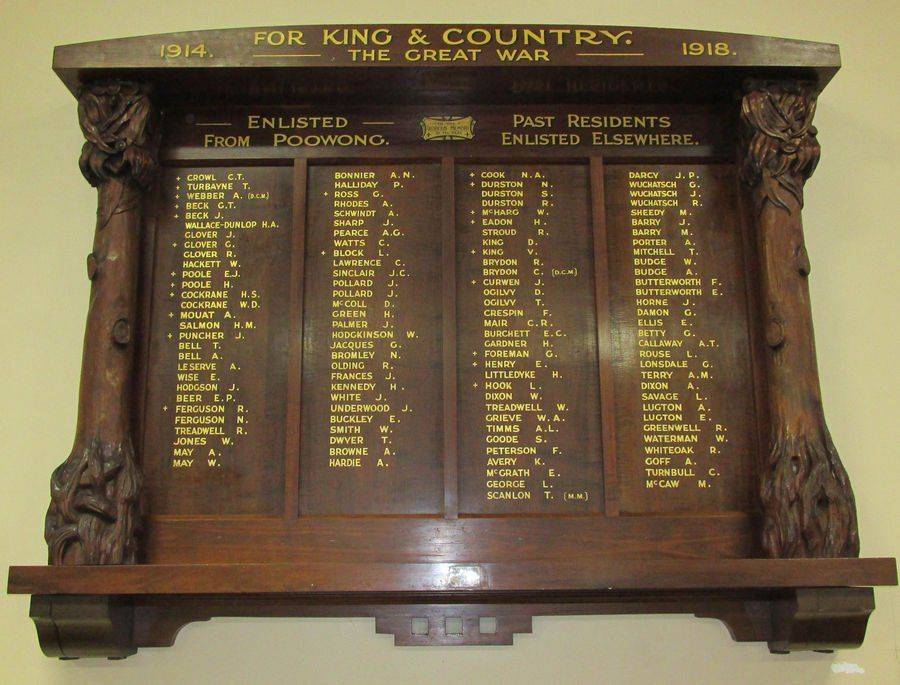 FOR KING & COUNTRY.
1914. THE GREAT WAR 1918.
ENLISTED
FROM POOWONG.
PAST RESIDENTS
ENLISTED ELSEWHERE.
+ CROWL C.T.
+ TURBAYNE T.
+ WEBBER A. (D.C.M)
+ BECK G.T.
+ BECK J.
WALLACE-DUNLOP H.A.
GLOVER J.
+ GLOVER G.
GLOVER R.
HACKETT W.
+ POOLE E.J.
+ POOLE H.
+ COCKRANE H.S.
COCKRANE W.D.
+ MOUAT A.
SALMON H.M.
+ PUNCHER J.
BELL T.
BELL A.
LESERVE A.
WISE E.
HODGSON J.
BEER E.P.
+ FERGUSON R.
FERGUSON N.
TREADWELL R.
JONES W.
MAY A.
MAY W.
BONNIER A.N.
HALLIDAY P.
+ ROSS G.
RHODES A.
SCHWINDT A.
SHARP J.
PEARCE A.G.
WATTS C.
+ BLOCK L.
LAWRENCE C.
SINCLAIR J.C.
POLLARD J.
POLLARD J.
McCOLL D.
GREEN H.
PALMER J.
HODGKINSON W.
JACQUES G.
BROMLEY N.
OLDING R.
FRANCES J.
KENNEDY H.
WHITE J.
UNDERWOOD J.
BUCKLEY E.
SMITH W.
DWYER T.
BROWNE A.
HARDIE A.
+ COOK N.A.
+ DURSTON N.
DURSTON S.
DURSTON R.
+ McHARG W.
+ EADON H.
STROUD R.
KING D.
+ KING V.
BRYDON R.
BRYDON C. (D.C.M)
+ CURWEN J.
OGILVY D.
OGILVY T.
CRESPIN F.
MAIR C.R.
BURCHETT E.C.
GARDNER H.
+ FOREMAN G.
+ HENRY E.
LITTLEDYKE H.
+ HOOK L.
DIXON W.
TREADWELL W.
GRIEVE W.A.
TIMMS A.L.
GOODE S.
PETERSON F.
AVERY K.
McGRATH E.
GEORGE L.
SCANLON T. (M.M.)
DARCY J.P.
WUCHATSCH G.
WUCHATSCH J.
WUCHATSCH R.
SHEEDY M.
BARRY J.
BARRY M.
PORTER A.
MITCHELL T.
BUDGE W.
BUDGE A.
BUTTERWORTH F.
BUTTERWORTH E.
HORNE J.
DAMON G.
ELLIS E.
BETTY G.
CALLAWAY A.T.
ROUSE L.
LONSDALE G.
TERRY A.M.
DIXON A.
SAVAGE L.
LUGTON A.
LUGTON E.
GREENWELL R.
WATERMAN W.
WHITEOAK R.
GOFF A.
TURNBULL C.
McCAW M.